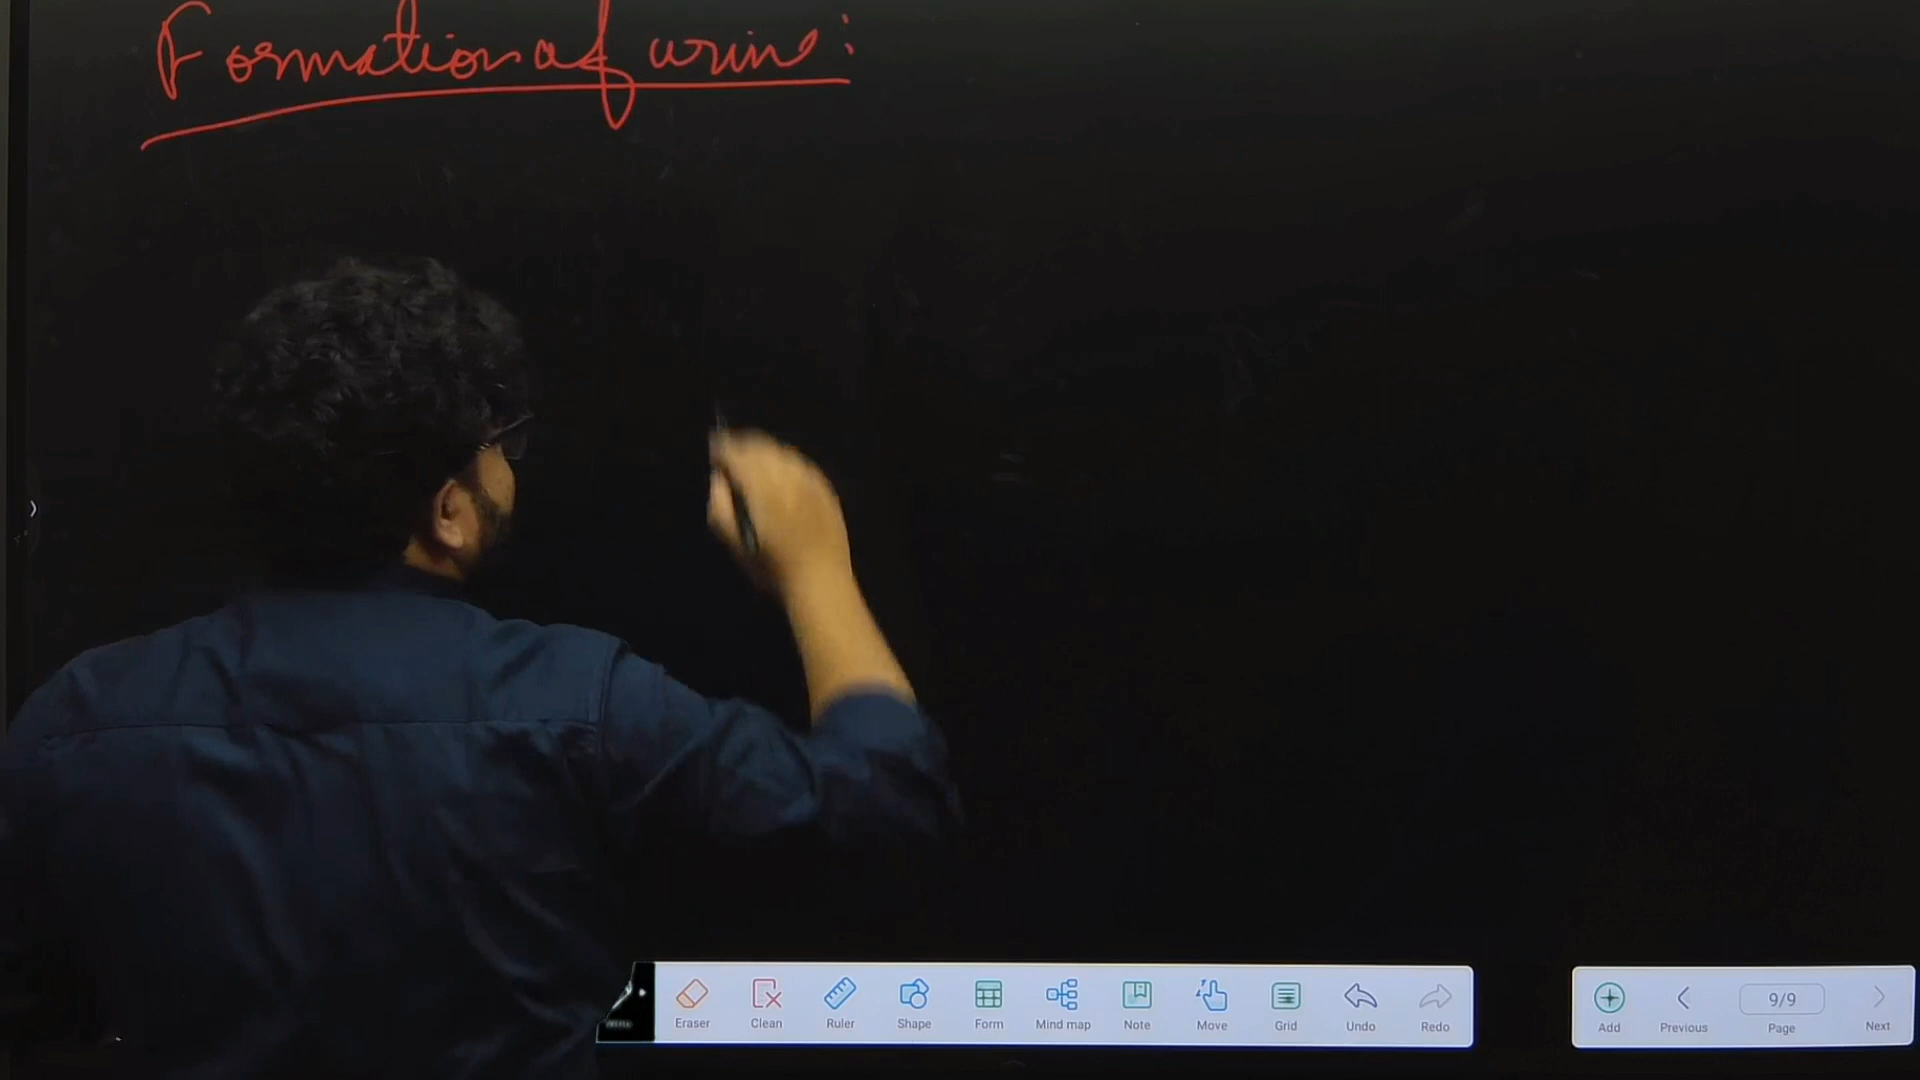 Formation of urine:
Eraser Clean Ruler Shape Form Mind map Note Move Grid Undo Redo
9/9
Add Previous Page Next